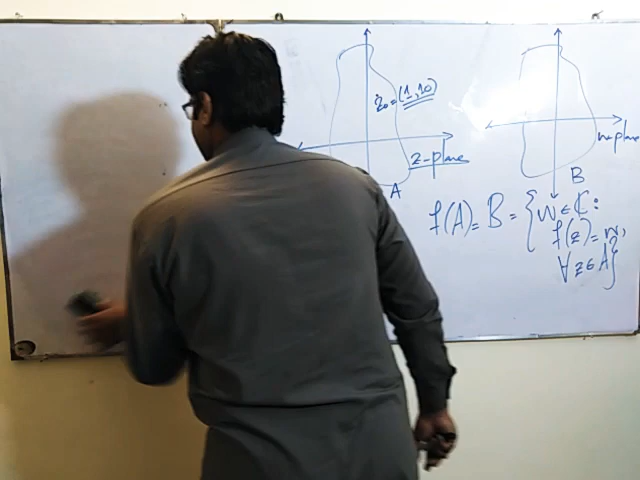 z₀=(1,10)
z-plane
A
w-plane
B
f(A)= B = {w ∈ ℂ:
f(z)=w,
∀ z∈A}